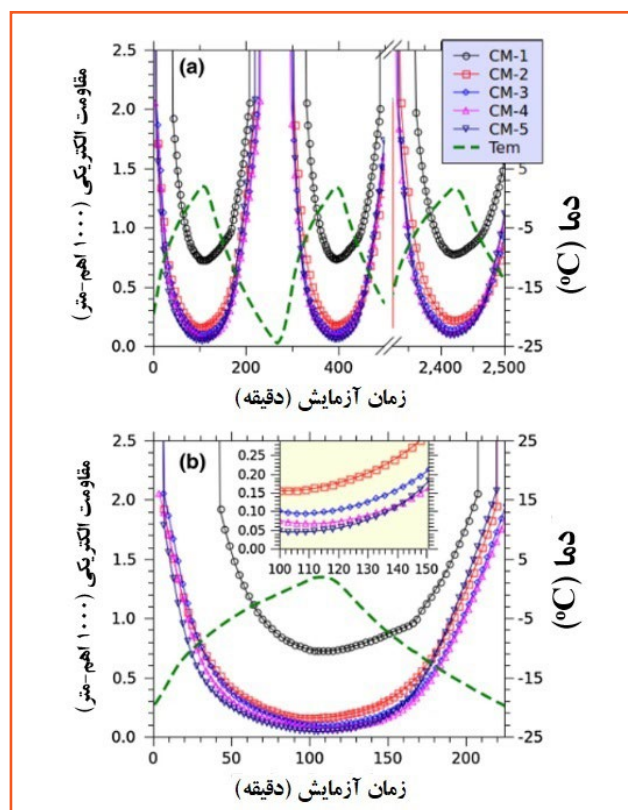 (a)
CM-1
CM-2
CM-3
CM-4
CM-5
Tem
مقاومت الکتریکی (۱۰۰۰ اهم-متر)
2.5
2.0
1.5
1.0
0.5
0.0
5
-5
-15
-25
دما (ºC)
0 200 400 2,400 2,500
زمان آزمایش (دقیقه)
(b)
مقاومت الکتریکی (۱۰۰۰ اهم-متر)
2.5
2.0
1.5
1.0
0.5
0.0
0.25
0.20
0.15
0.10
0.05
0.00
100 110 120 130 140 150
25
15
5
-5
-15
-25
دما (ºC)
0 50 100 150 200
زمان آزمایش (دقیقه)